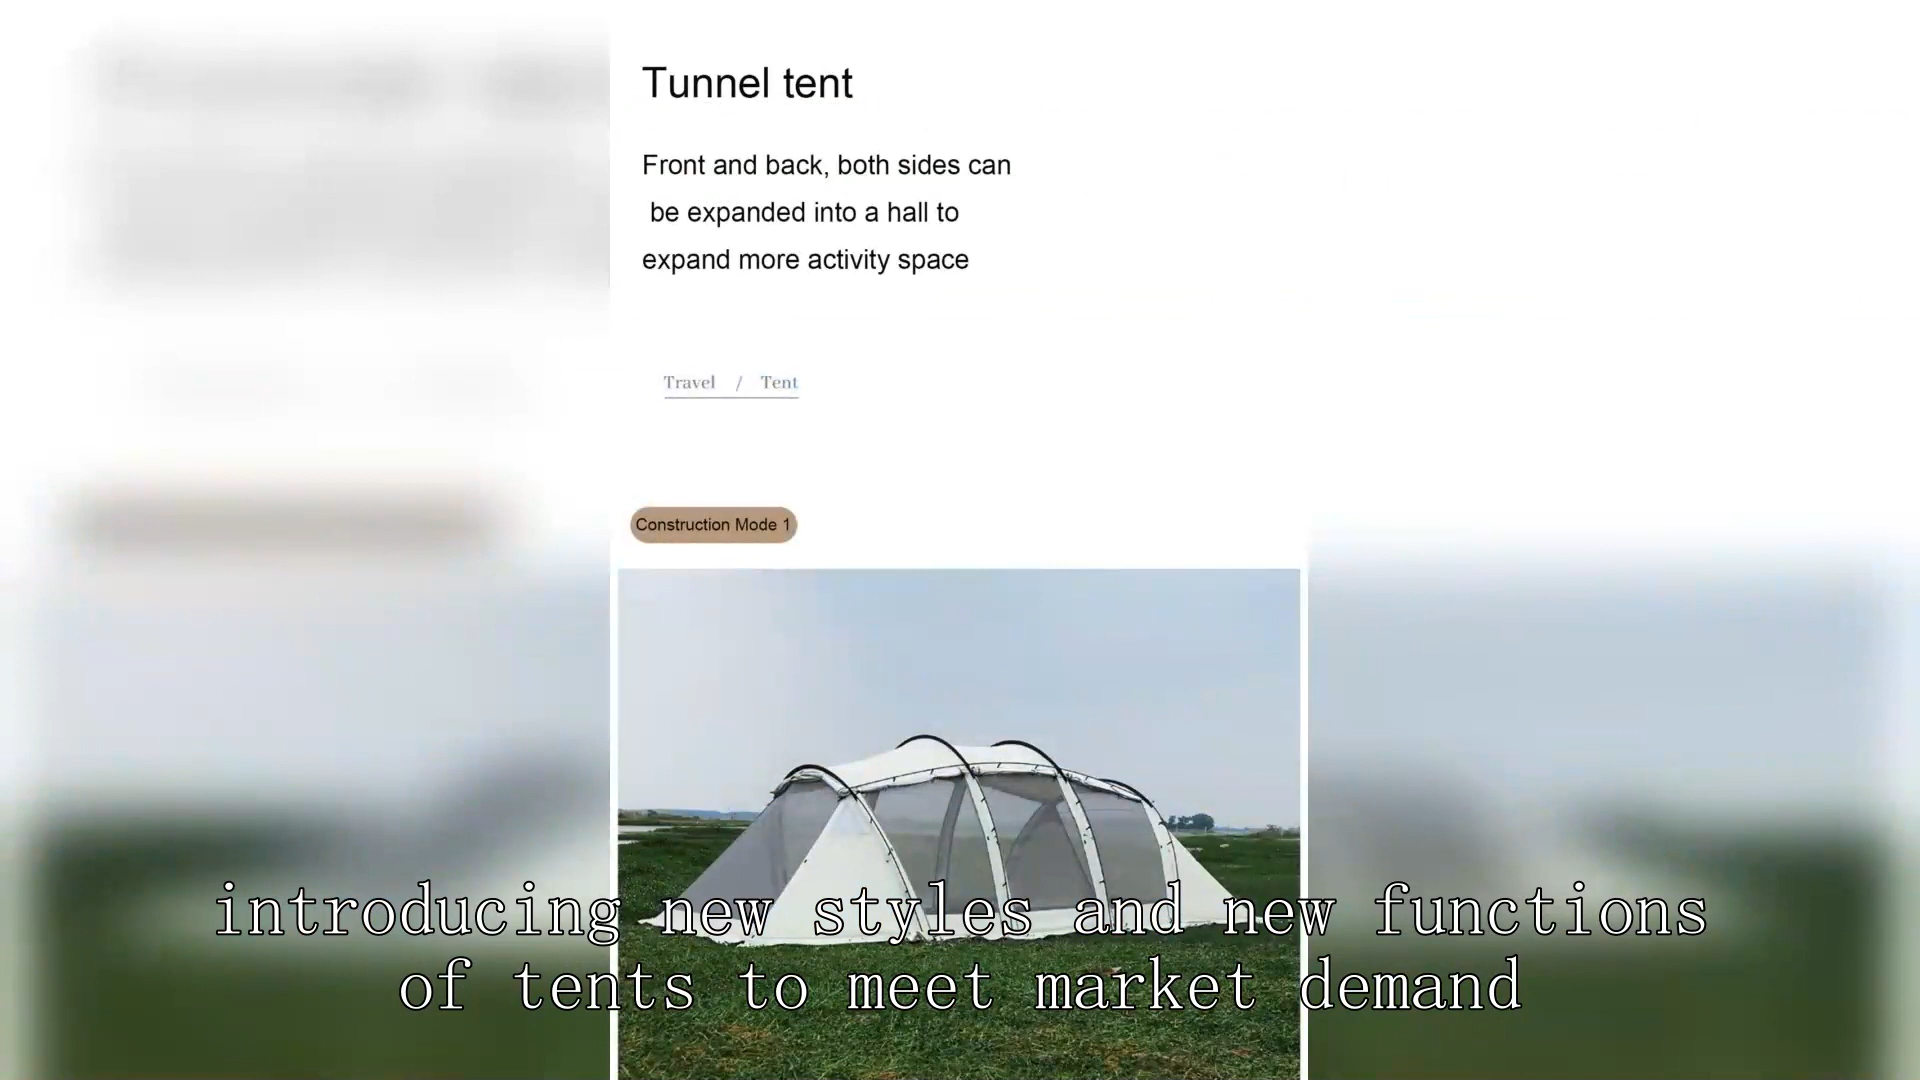 Tunnel tent
Front and back, both sides can
be expanded into a hall to
expand more activity space
Travel / Tent
Construction Mode 1
introducing new styles and new functions
of tents to meet market demand